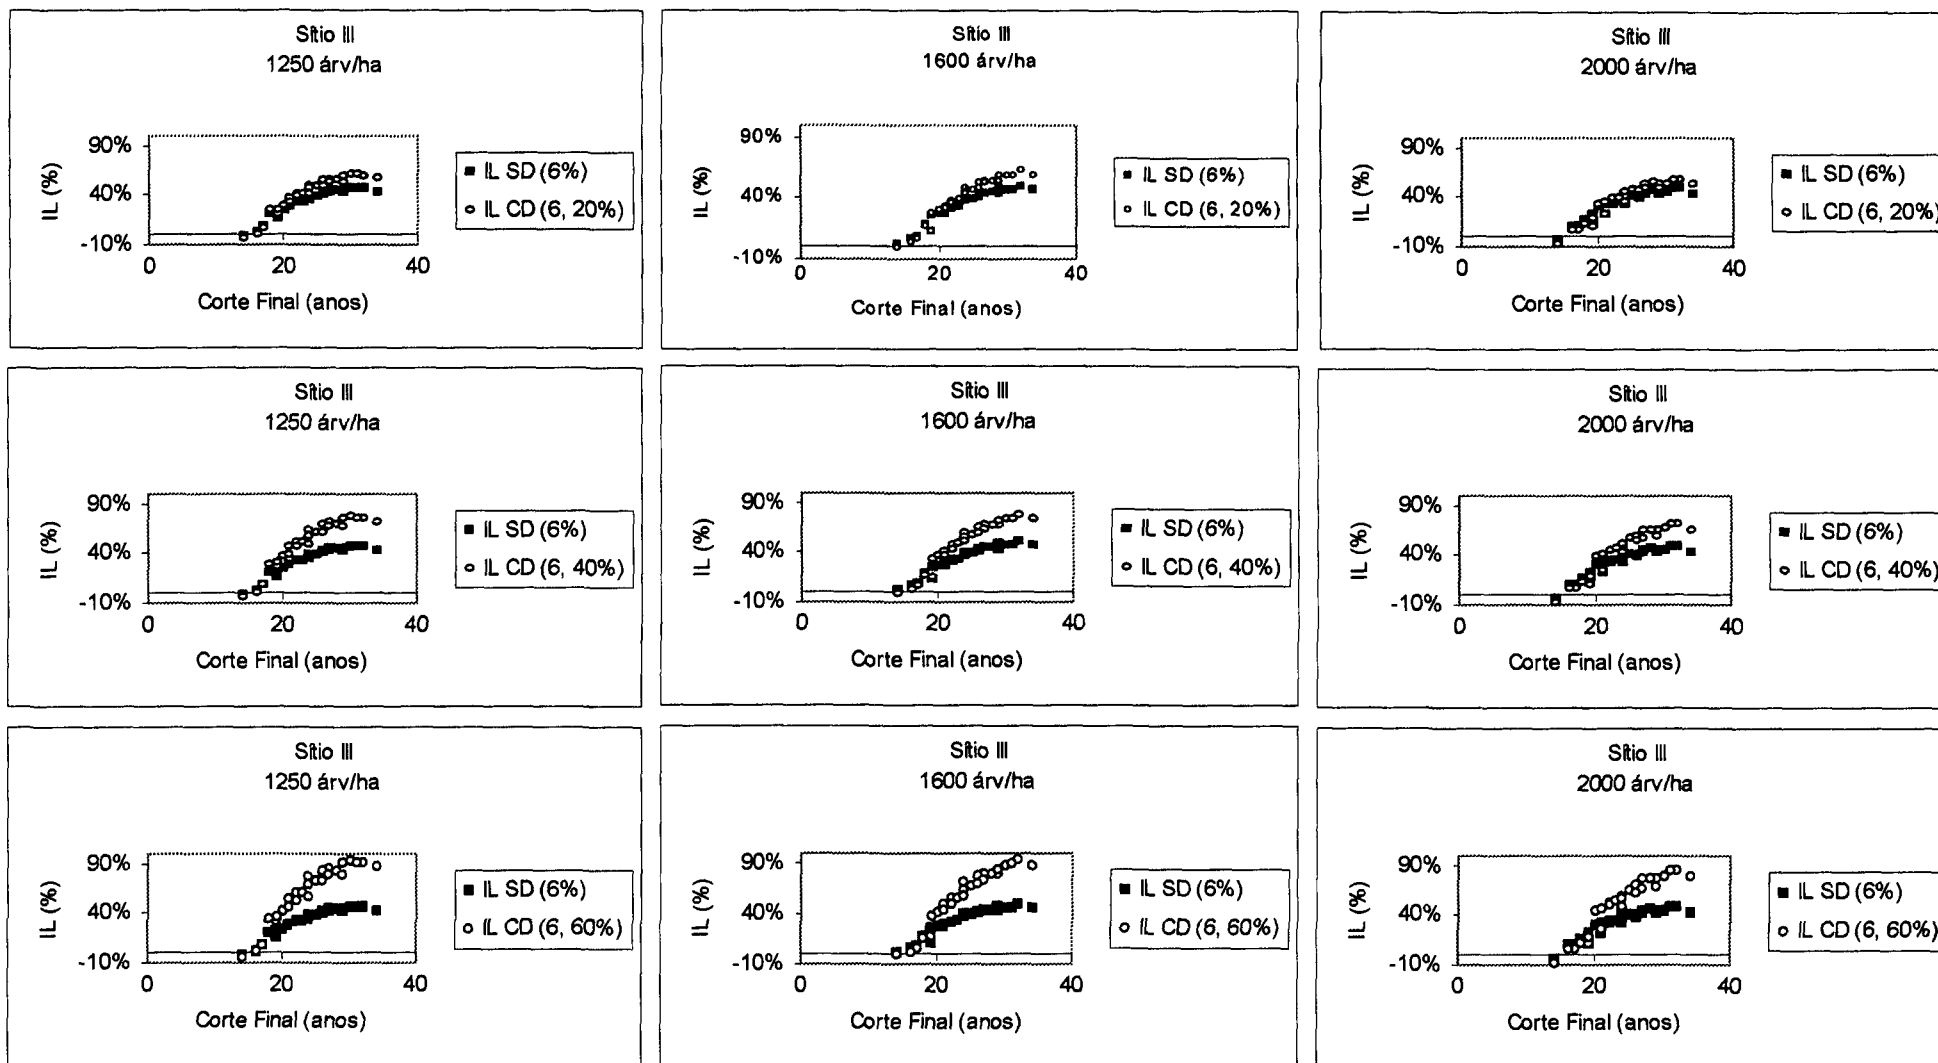 Sítio III
1250 árv/ha
IL (%)
90%
40%
-10%
0
20
40
Corte Final (anos)
IL SD (6%)
IL CD (6, 20%)
Sítio III
1600 árv/ha
IL (%)
90%
40%
-10%
0
20
40
Corte Final (anos)
IL SD (6%)
IL CD (6, 20%)
Sítio III
2000 árv/ha
IL (%)
90%
40%
-10%
0
20
40
Corte Final (anos)
IL SD (6%)
IL CD (6, 20%)
Sítio III
1250 árv/ha
IL (%)
90%
40%
-10%
0
20
40
Corte Final (anos)
IL SD (6%)
IL CD (6, 40%)
Sítio III
1600 árv/ha
IL (%)
90%
40%
-10%
0
20
40
Corte Final (anos)
IL SD (6%)
IL CD (6, 40%)
Sítio III
2000 árv/ha
IL (%)
90%
40%
-10%
0
20
40
Corte Final (anos)
IL SD (6%)
IL CD (6, 40%)
Sítio III
1250 árv/ha
IL (%)
90%
40%
-10%
0
20
40
Corte Final (anos)
IL SD (6%)
IL CD (6, 60%)
Sítio III
1600 árv/ha
IL (%)
90%
40%
-10%
0
20
40
Corte Final (anos)
IL SD (6%)
IL CD (6, 60%)
Sítio III
2000 árv/ha
IL (%)
90%
40%
-10%
0
20
40
Corte Final (anos)
IL SD (6%)
IL CD (6, 60%)